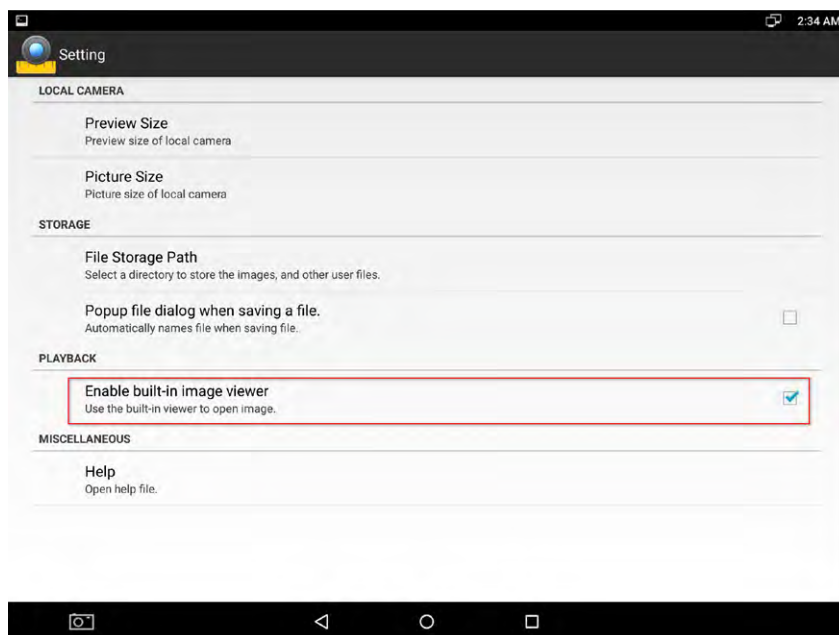 2:34 AM
Setting
LOCAL CAMERA
Preview Size
Preview size of local camera
Picture Size
Picture size of local camera
STORAGE
File Storage Path
Select a directory to store the images, and other user files.
Popup file dialog when saving a file.
Automatically names file when saving file.
PLAYBACK
Enable built-in image viewer
Use the built-in viewer to open image.
MISCELLANEOUS
Help
Open help file.